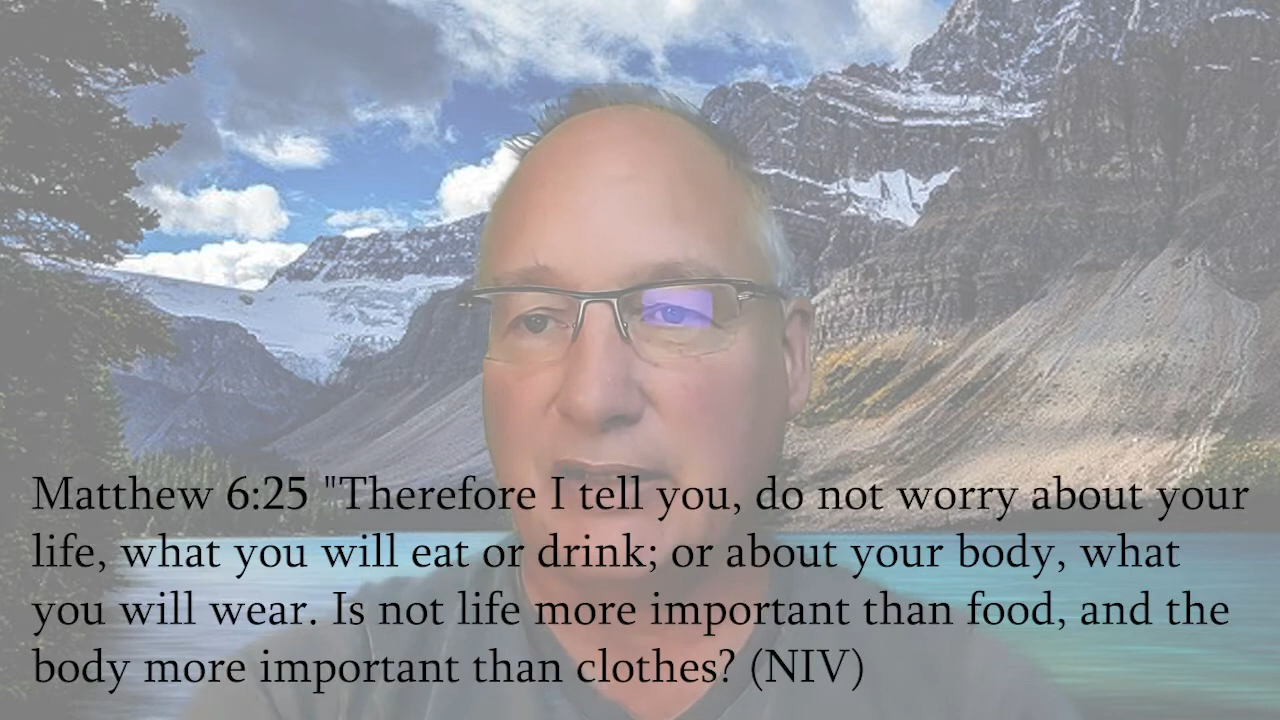 Matthew 6:25 "Therefore I tell you, do not worry about your
life, what you will eat or drink; or about your body, what
you will wear. Is not life more important than food, and the
body more important than clothes? (NIV)